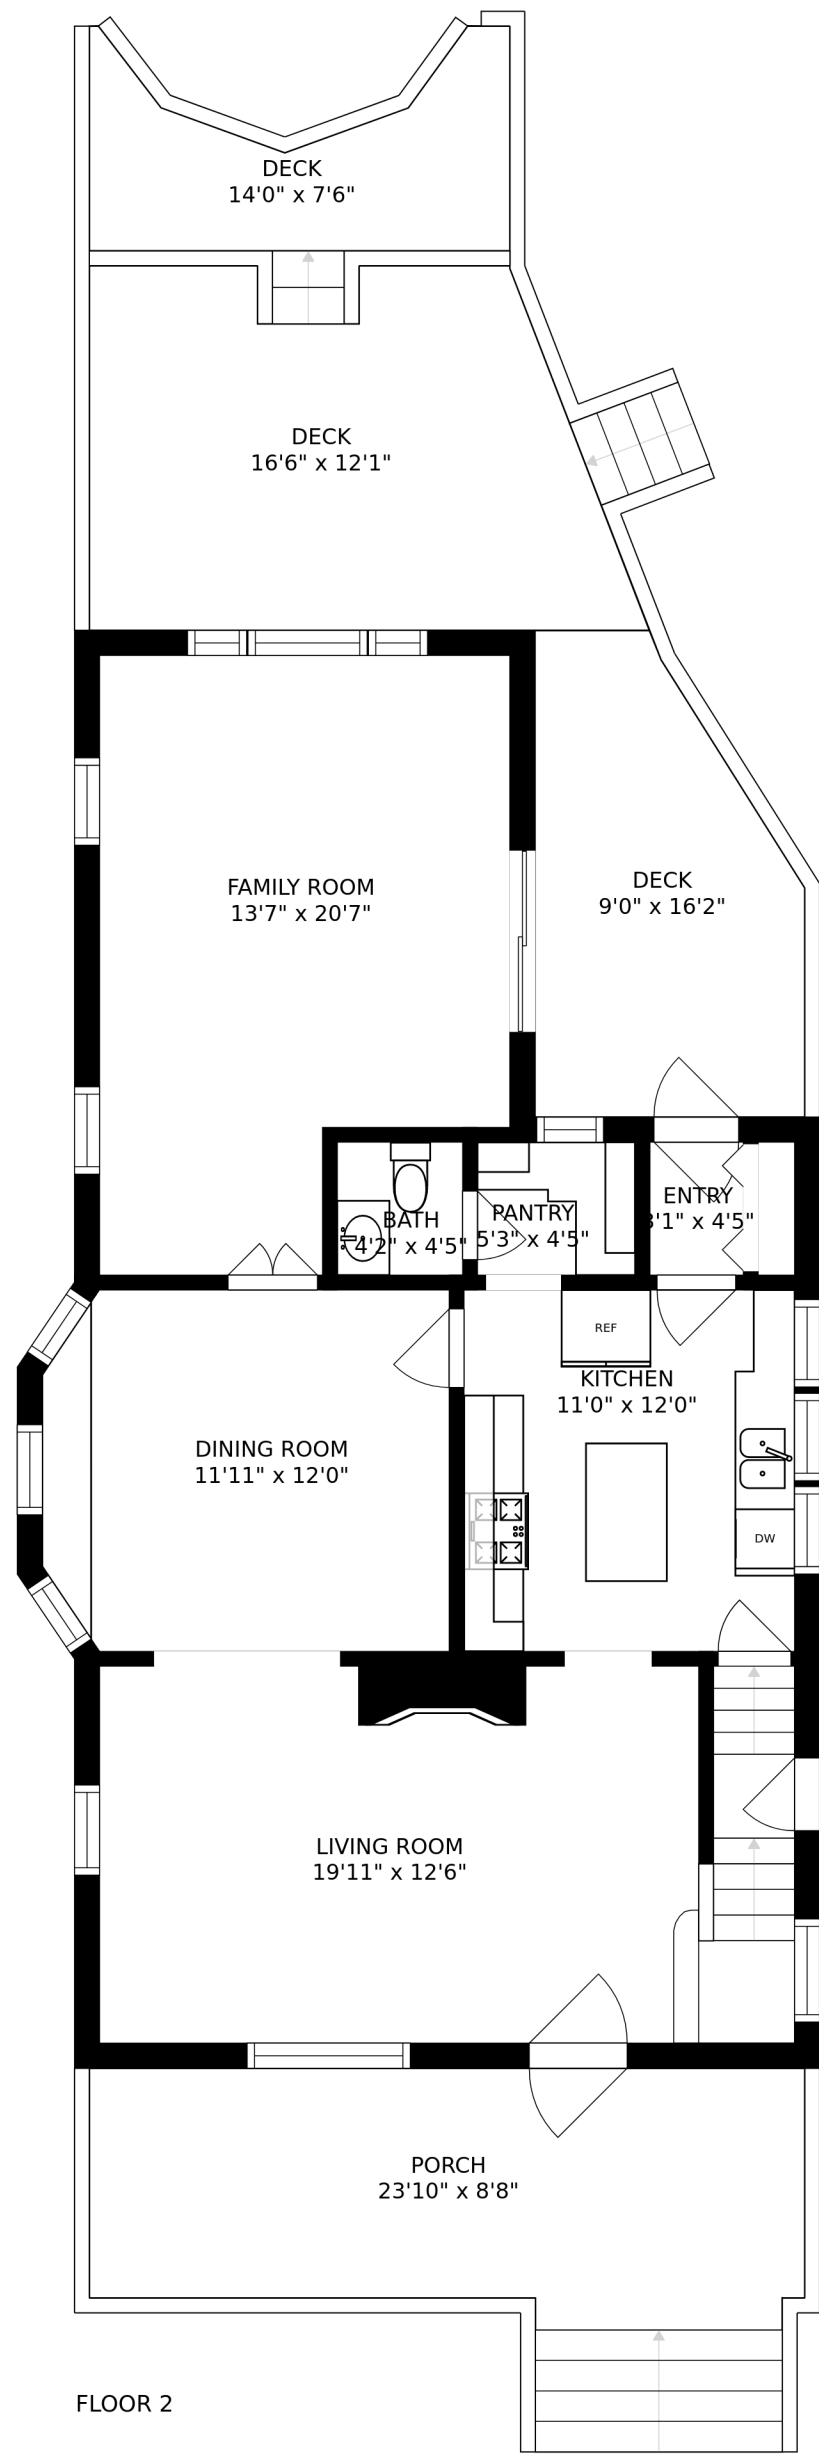 DECK
14'0" x 7'6"
DECK
16'6" x 12'1"
FAMILY ROOM
13'7" x 20'7"
DECK
9'0" x 16'2"
BATH
4'2" x 4'5"
PANTRY
5'3" x 4'5"
ENTRY
3'1" x 4'5"
REF
KITCHEN
11'0" x 12'0"
DINING ROOM
11'11" x 12'0"
DW
LIVING ROOM
19'11" x 12'6"
PORCH
23'10" x 8'8"
FLOOR 2